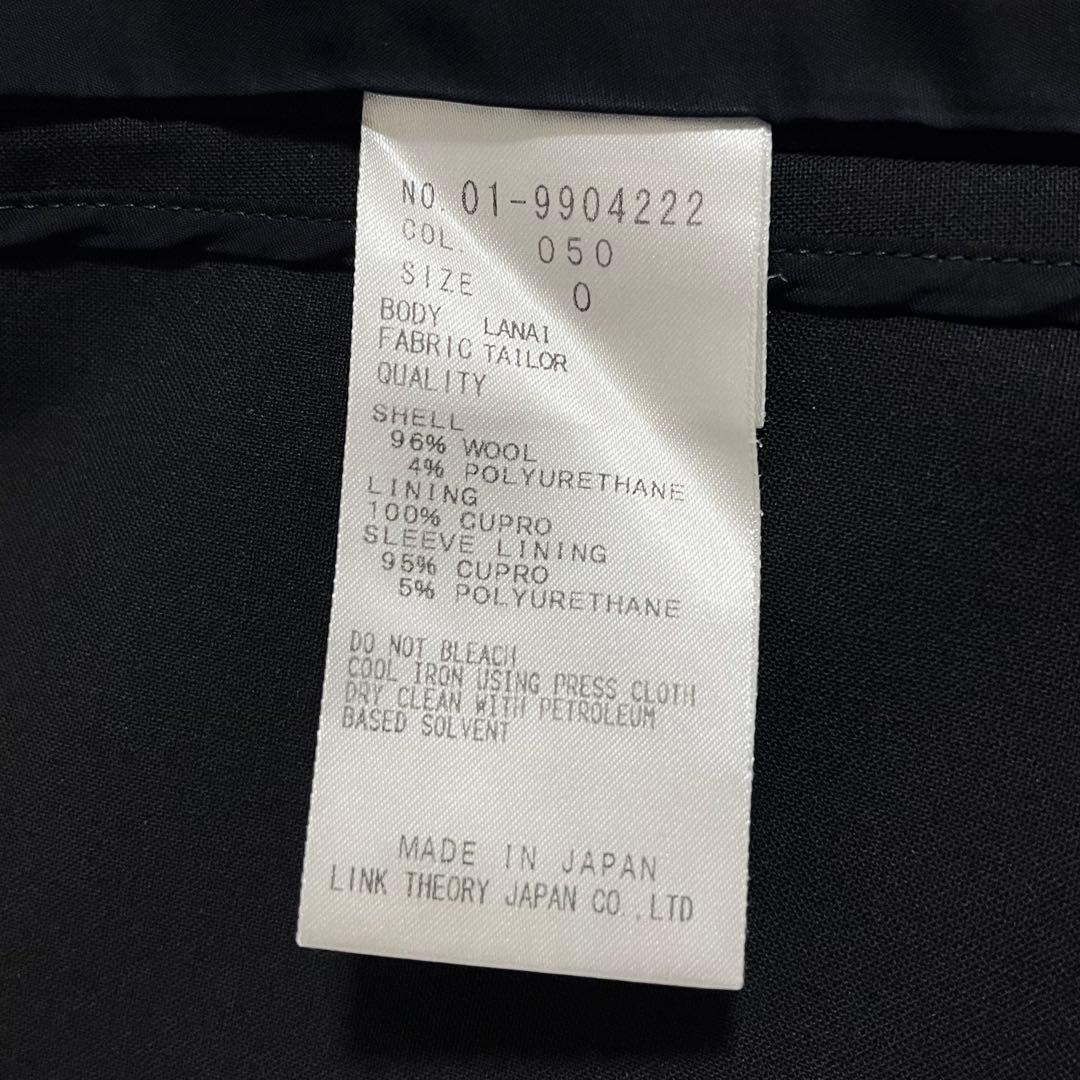 NO. 01-9904222
COL. 050
SIZE 0
BODY LANAI
FABRIC TAILOR
QUALITY
SHELL
96% WOOL
4% POLYURETHANE
LINING
100% CUPRO
SLEEVE LINING
95% CUPRO
5% POLYURETHANE
DO NOT BLEACH
COOL IRON USING PRESS CLOTH
DRY CLEAN WITH PETROLEUM
BASED SOLVENT
MADE IN JAPAN
LINK THEORY JAPAN CO.,LTD